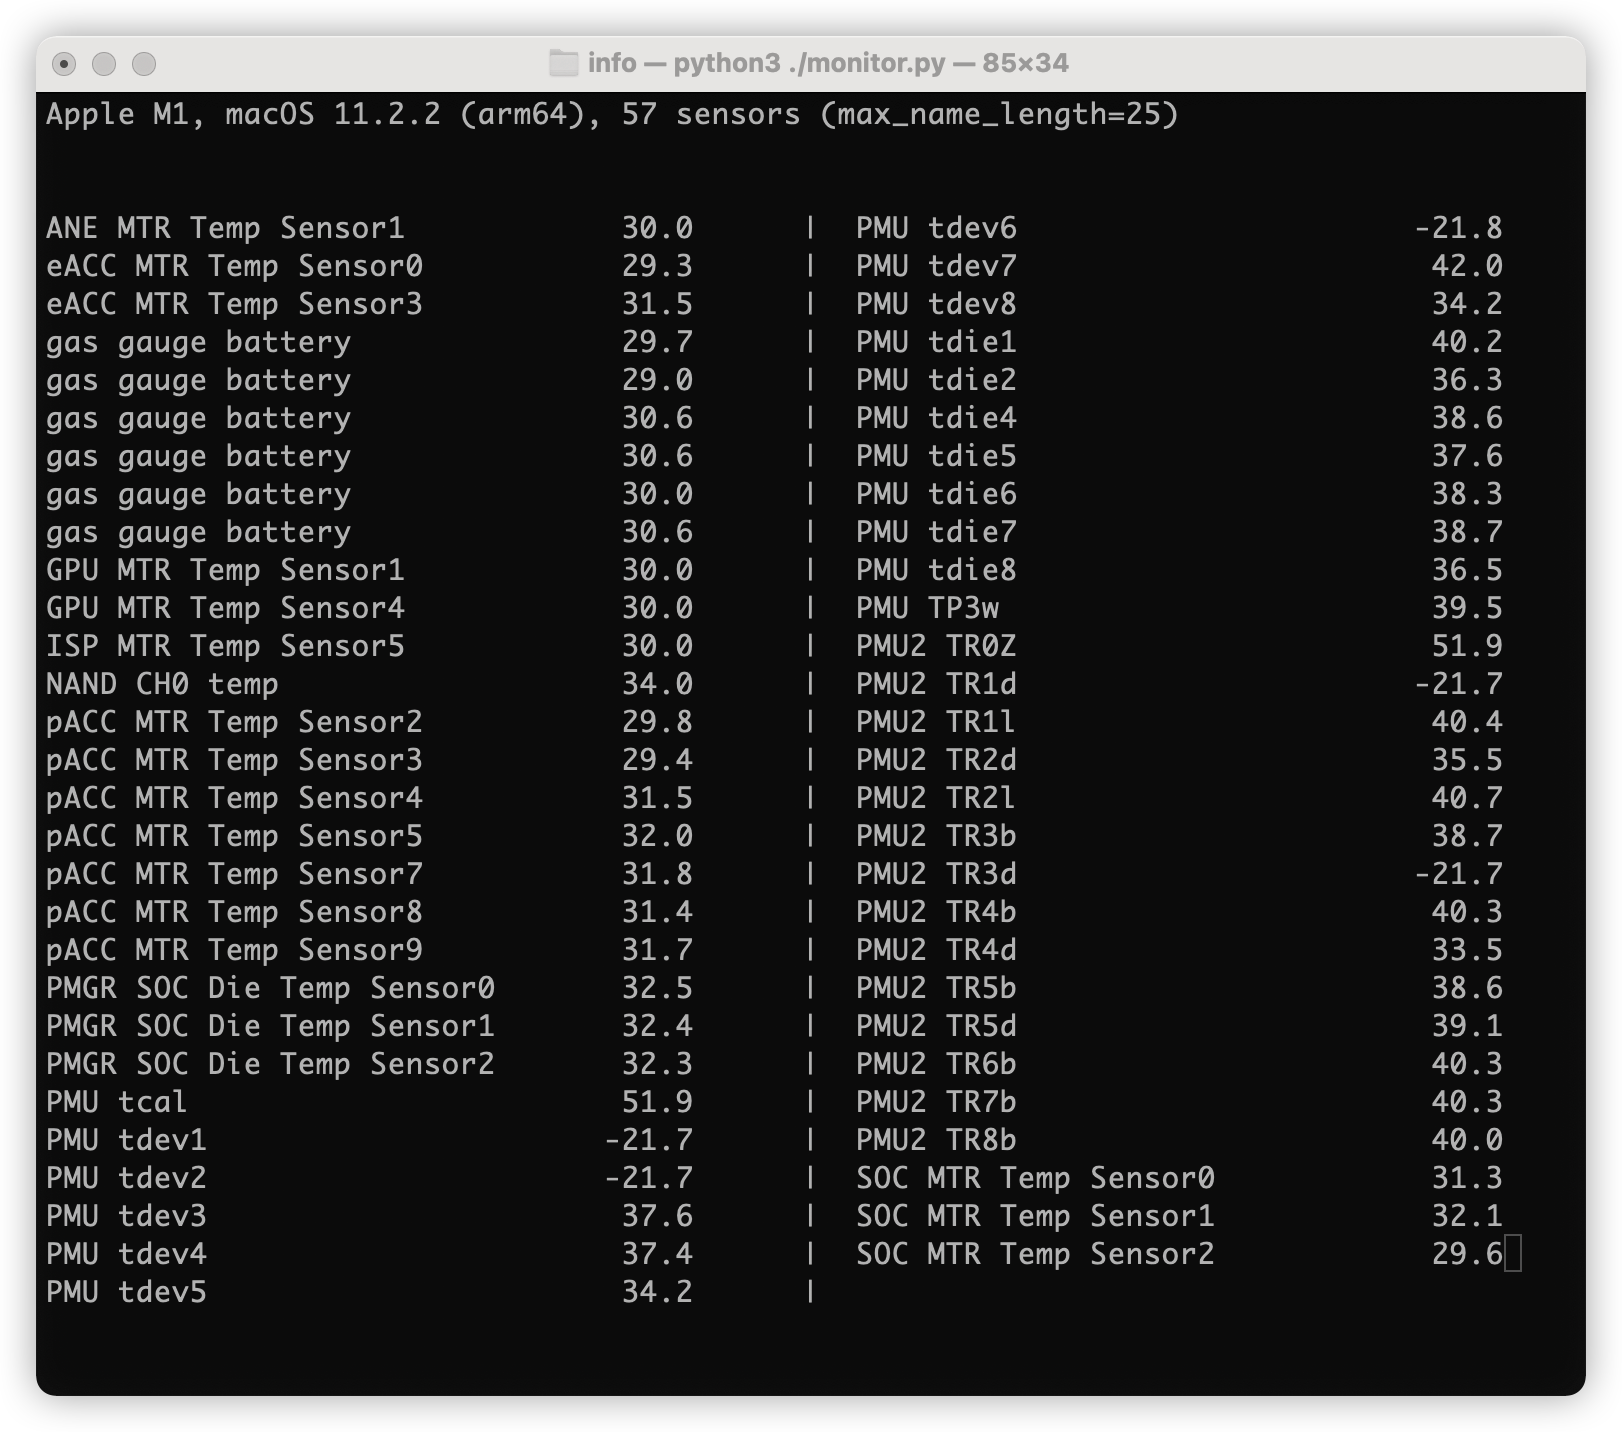 info — python3 ./monitor.py — 85×34
Apple M1, macOS 11.2.2 (arm64), 57 sensors (max_name_length=25)
ANE MTR Temp Sensor1 30.0 | PMU tdev6 -21.8
eACC MTR Temp Sensor0 29.3 | PMU tdev7 42.0
eACC MTR Temp Sensor3 31.5 | PMU tdev8 34.2
gas gauge battery 29.7 | PMU tdie1 40.2
gas gauge battery 29.0 | PMU tdie2 36.3
gas gauge battery 30.6 | PMU tdie4 38.6
gas gauge battery 30.6 | PMU tdie5 37.6
gas gauge battery 30.0 | PMU tdie6 38.3
gas gauge battery 30.6 | PMU tdie7 38.7
GPU MTR Temp Sensor1 30.0 | PMU tdie8 36.5
GPU MTR Temp Sensor4 30.0 | PMU TP3w 39.5
ISP MTR Temp Sensor5 30.0 | PMU2 TR0Z 51.9
NAND CH0 temp 34.0 | PMU2 TR1d -21.7
pACC MTR Temp Sensor2 29.8 | PMU2 TR1l 40.4
pACC MTR Temp Sensor3 29.4 | PMU2 TR2d 35.5
pACC MTR Temp Sensor4 31.5 | PMU2 TR2l 40.7
pACC MTR Temp Sensor5 32.0 | PMU2 TR3b 38.7
pACC MTR Temp Sensor7 31.8 | PMU2 TR3d -21.7
pACC MTR Temp Sensor8 31.4 | PMU2 TR4b 40.3
pACC MTR Temp Sensor9 31.7 | PMU2 TR4d 33.5
PMGR SOC Die Temp Sensor0 32.5 | PMU2 TR5b 38.6
PMGR SOC Die Temp Sensor1 32.4 | PMU2 TR5d 39.1
PMGR SOC Die Temp Sensor2 32.3 | PMU2 TR6b 40.3
PMU tcal 51.9 | PMU2 TR7b 40.3
PMU tdev1 -21.7 | PMU2 TR8b 40.0
PMU tdev2 -21.7 | SOC MTR Temp Sensor0 31.3
PMU tdev3 37.6 | SOC MTR Temp Sensor1 32.1
PMU tdev4 37.4 | SOC MTR Temp Sensor2 29.6
PMU tdev5 34.2 |